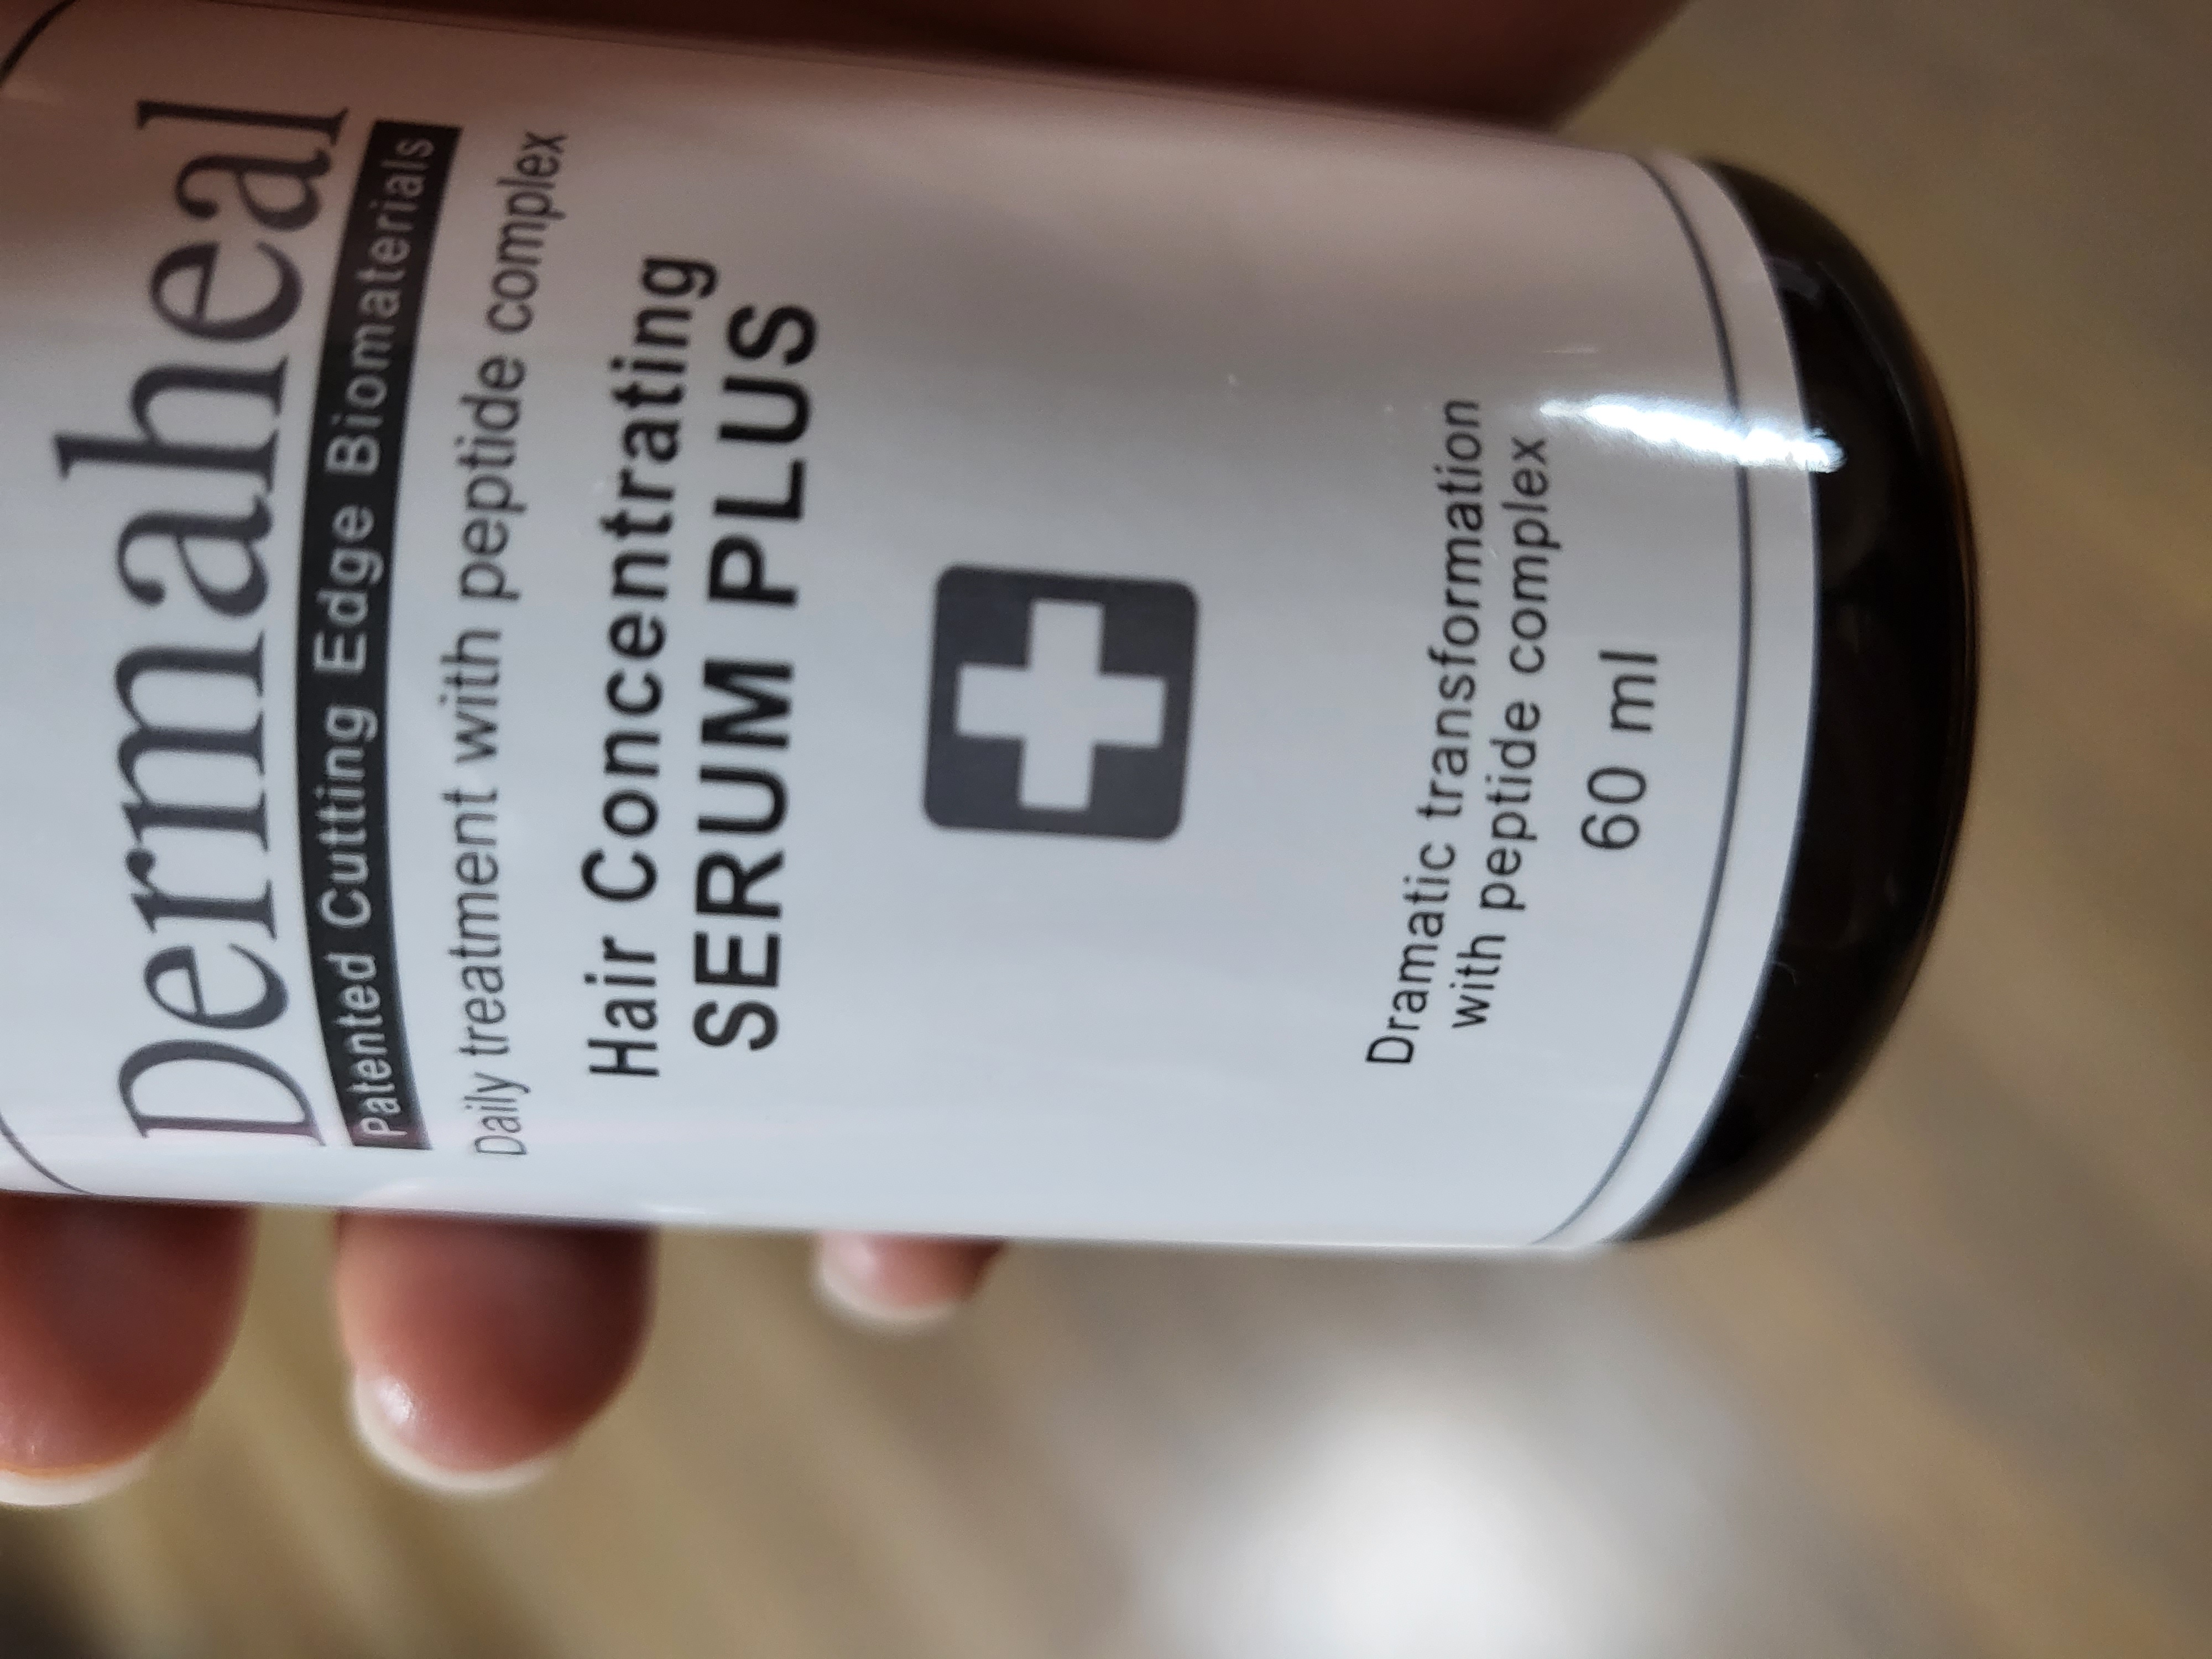 Dermaheal
Patented Cutting Edge Biomaterials
Daily treatment with peptide complex
Hair Concentrating
SERUM PLUS
Dramatic transformation
with peptide complex
60 ml